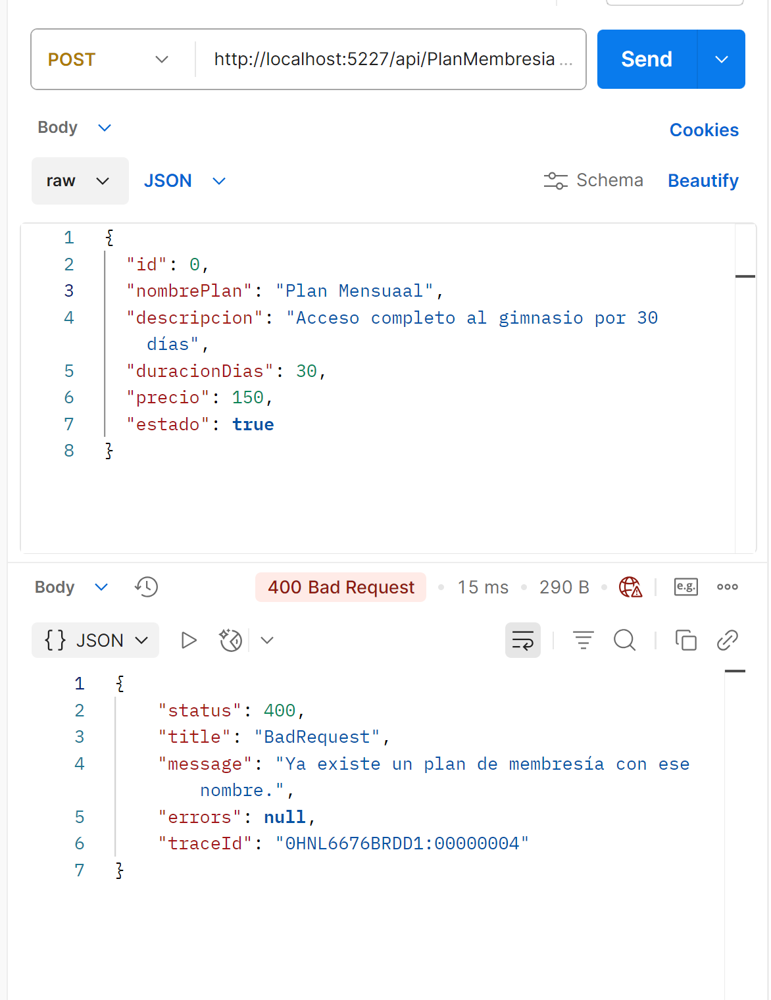 POST http://localhost:5227/api/PlanMembresia ... Send
Body Cookies
raw JSON Schema Beautify
1 {
2 "id": 0,
3 "nombrePlan": "Plan Mensuaal",
4 "descripcion": "Acceso completo al gimnasio por 30
días",
5 "duracionDias": 30,
6 "precio": 150,
7 "estado": true
8 }
Body 400 Bad Request • 15 ms • 290 B • e.g.
{} JSON
1 {
2 "status": 400,
3 "title": "BadRequest",
4 "message": "Ya existe un plan de membresía con ese
nombre.",
5 "errors": null,
6 "traceId": "0HNL6676BRDD1:00000004"
7 }